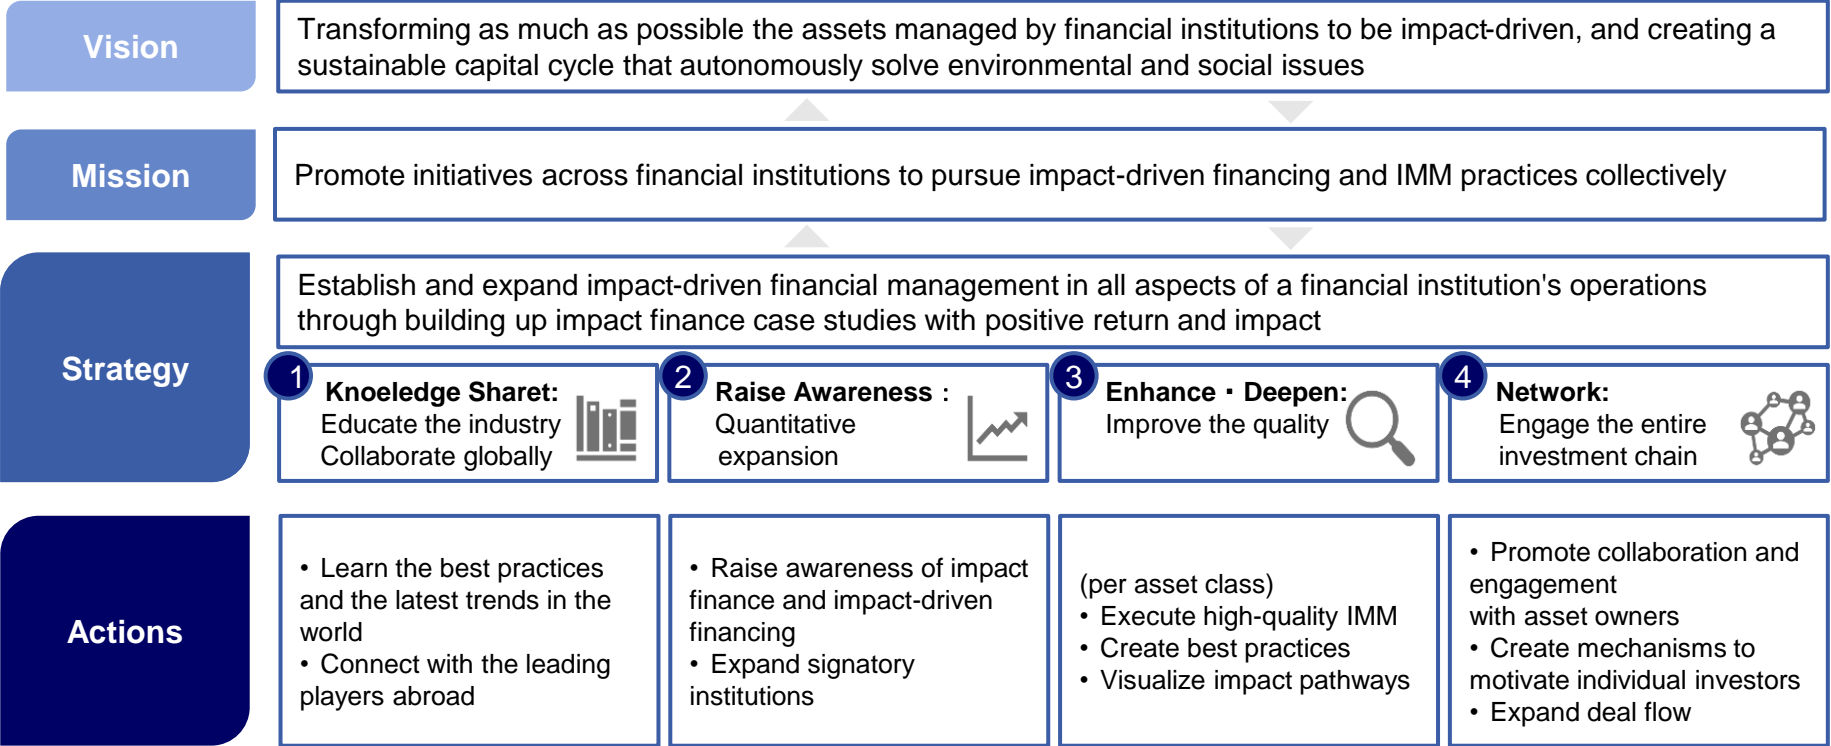 Vision
Transforming as much as possible the assets managed by financial institutions to be impact-driven, and creating a
sustainable capital cycle that autonomously solve environmental and social issues
Mission
Promote initiatives across financial institutions to pursue impact-driven financing and IMM practices collectively
Strategy
Establish and expand impact-driven financial management in all aspects of a financial institution's operations
through building up impact finance case studies with positive return and impact
1
Knoeledge Sharet:
Educate the industry
Collaborate globally
2
Raise Awareness：
Quantitative
expansion
3
Enhance・Deepen:
Improve the quality
4
Network:
Engage the entire
investment chain
Actions
• Learn the best practices
and the latest trends in the
world
• Connect with the leading
players abroad
• Raise awareness of impact
finance and impact-driven
financing
• Expand signatory
institutions
(per asset class)
• Execute high-quality IMM
• Create best practices
• Visualize impact pathways
• Promote collaboration and
engagement
with asset owners
• Create mechanisms to
motivate individual investors
• Expand deal flow